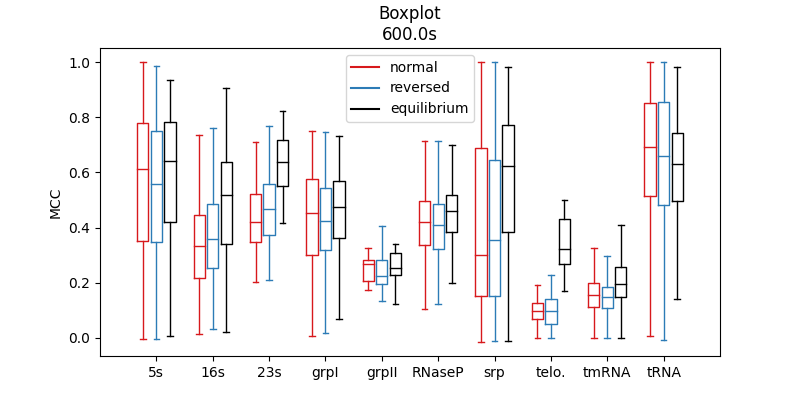 Boxplot
600.0s
normal
reversed
equilibrium
MCC
1.0
0.8
0.6
0.4
0.2
0.0
5s 16s 23s grpI grpII RNaseP srp telo. tmRNA tRNA